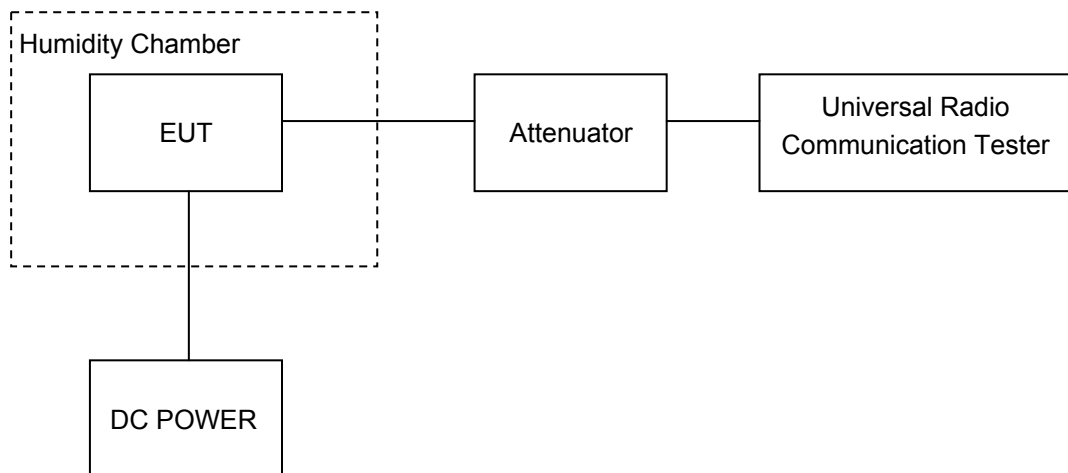 Humidity Chamber
EUT
Attenuator
Universal Radio
Communication Tester
DC POWER